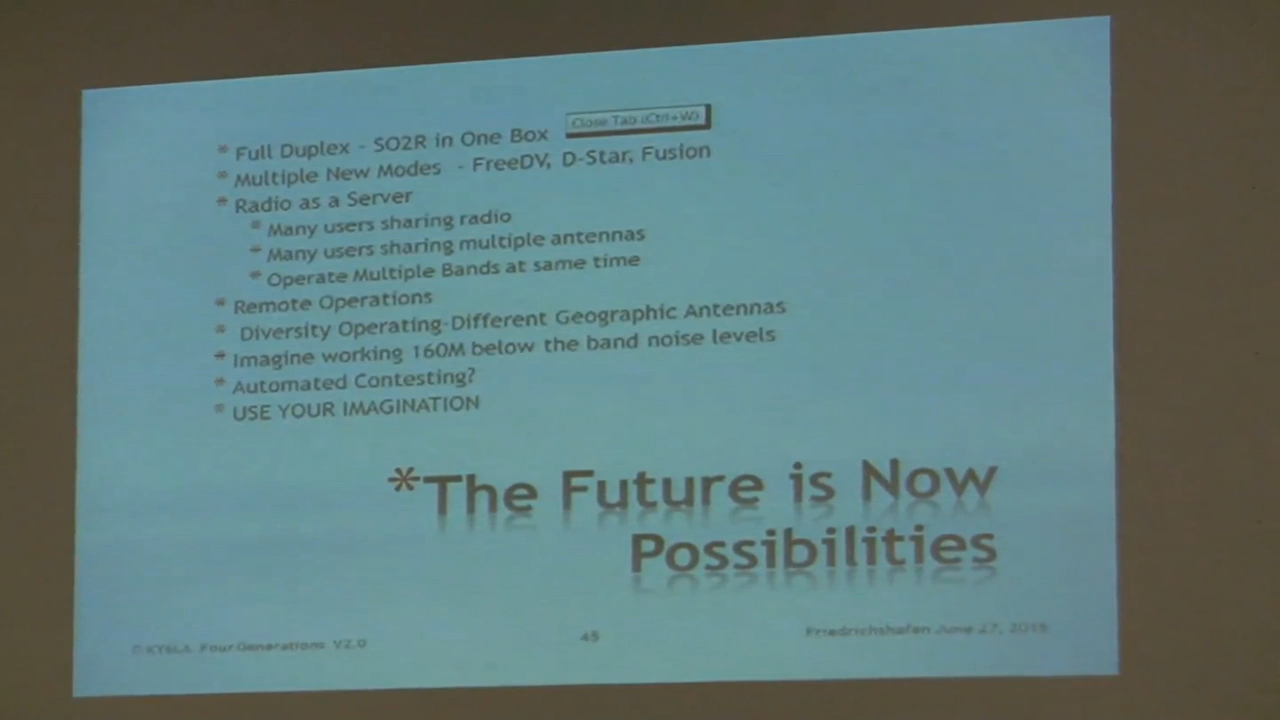 * Full Duplex - SO2R in One Box
Close Tab (Ctrl+W)
* Multiple New Modes - FreeDV, D-Star, Fusion
* Radio as a Server
* Many users sharing radio
* Many users sharing multiple antennas
* Operate Multiple Bands at same time
* Remote Operations
* Diversity Operating-Different Geographic Antennas
* Imagine working 160M below the band noise levels
* Automated Contesting?
* USE YOUR IMAGINATION
*The Future is Now
Possibilities
© KY6LA Four Generations V2.0
45
Friedrichshafen June 27, 2015